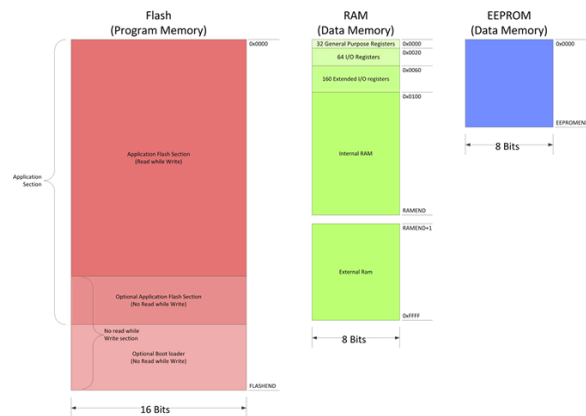 Flash
(Program Memory)
0x0000
Application Flash Section
(Read while Write)
Application
Section
Optional Application Flash Section
(No Read while Write)
No read while
Write section
Optional Boot loader
(No Read while Write)
FLASHEND
16 Bits
RAM
(Data Memory)
32 General Purpose Registers
0x0000
0x0020
64 I/O Registers
0x0060
160 Extended I/O registers
0x0100
Internal RAM
RAMEND
RAMEND+1
External Ram
0xFFFF
8 Bits
EEPROM
(Data Memory)
0x0000
EEPROMEND
8 Bits